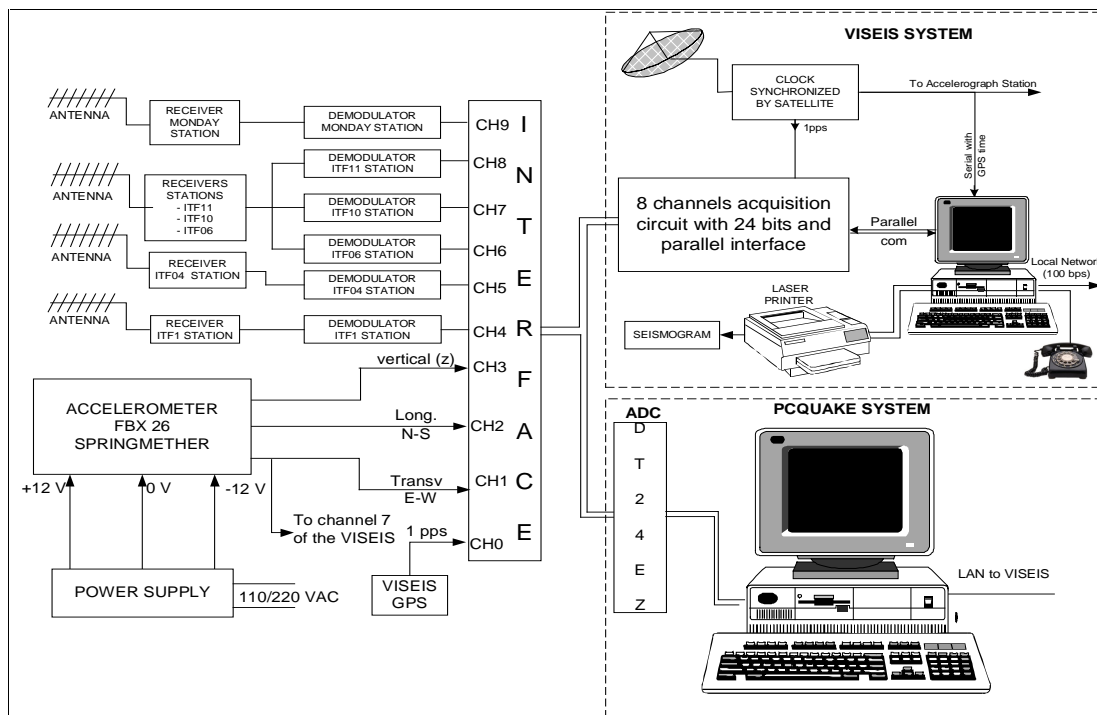 VISEIS SYSTEM
CLOCK
SYNCHRONIZED
BY SATELLITE
To Accelerograph Station
1pps
Serial with
GPS time
8 channels acquisition
circuit with 24 bits and
parallel interface
Parallel
com
Local Network
(100 bps)
LASER
PRINTER
SEISMOGRAM
ANTENNA
RECEIVER
MONDAY
STATION
DEMODULATOR
MONDAY STATION
CH9
ANTENNA
RECEIVERS
STATIONS
- ITF11
- ITF10
- ITF06
DEMODULATOR
ITF11 STATION
CH8
DEMODULATOR
ITF10 STATION
CH7
DEMODULATOR
ITF06 STATION
CH6
ANTENNA
RECEIVER
ITF04 STATION
DEMODULATOR
ITF04 STATION
CH5
ANTENNA
RECEIVER
ITF1 STATION
DEMODULATOR
ITF1 STATION
CH4
vertical (z)
CH3
Long.
N-S
CH2
Transv
E-W
CH1
1 pps
CH0
I
N
T
E
R
F
A
C
E
ACCELEROMETER
FBX 26
SPRINGMETHER
+12 V
0 V
-12 V
To channel 7
of the VISEIS
POWER SUPPLY
110/220 VAC
VISEIS
GPS
ADC
D
T
2
4
E
Z
PCQUAKE SYSTEM
LAN to VISEIS